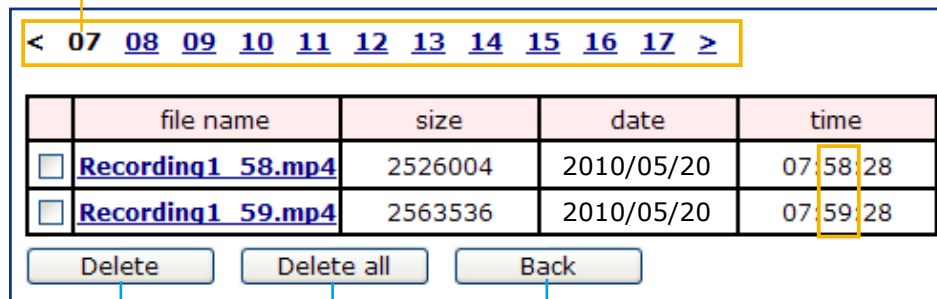 < 07 08 09 10 11 12 13 14 15 16 17 >
file name size date time
Recording1_58.mp4 2526004 2010/05/20 07:58:28
Recording1_59.mp4 2563536 2010/05/20 07:59:28
Delete Delete all Back